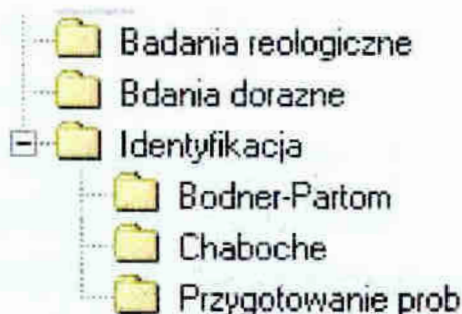 Badania reologiczne
Bdania dorazne
Identyfikacja
Bodner-Partom
Chaboche
Przygotowanie prob